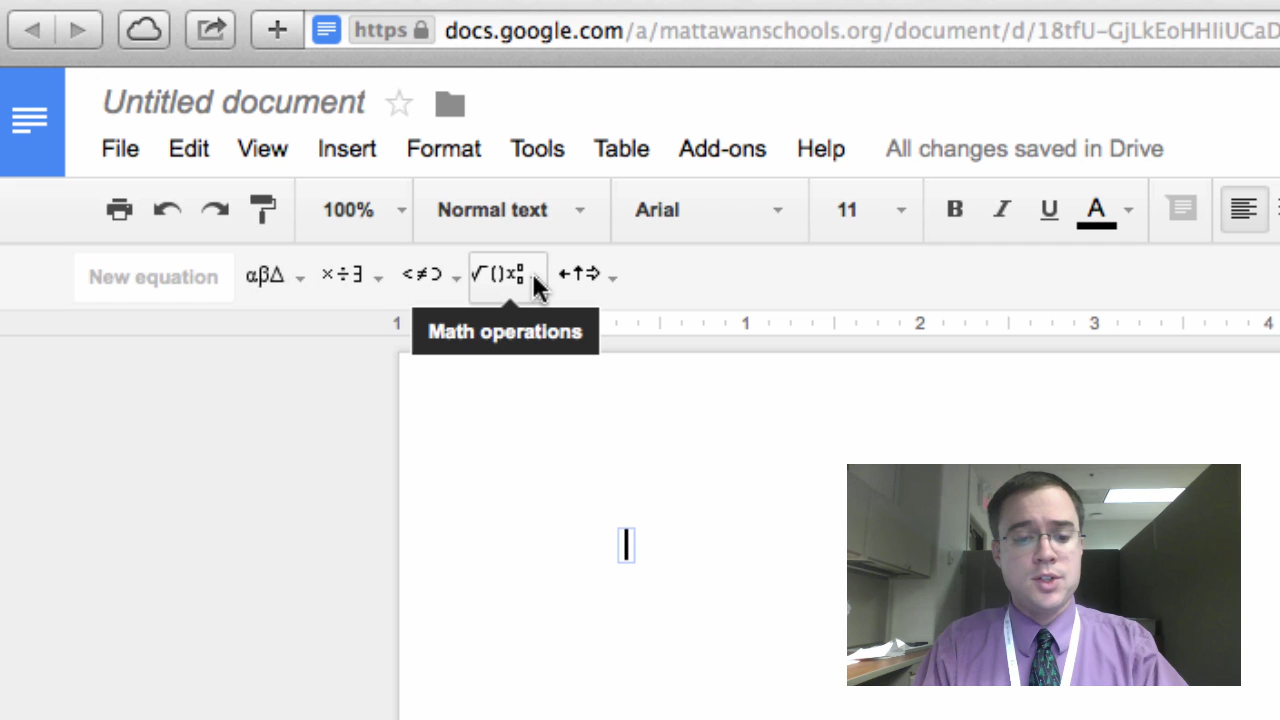 https docs.google.com/a/mattawanschools.org/document/d/18tfU-GjLkEoHHIiUCaD
Untitled document
File Edit View Insert Format Tools Table Add-ons Help All changes saved in Drive
100% Normal text Arial 11 B I U A
New equation αβΔ ×÷∃ <≠⊃ √()x ←↑⇒
Math operations
1 1 2 3 4